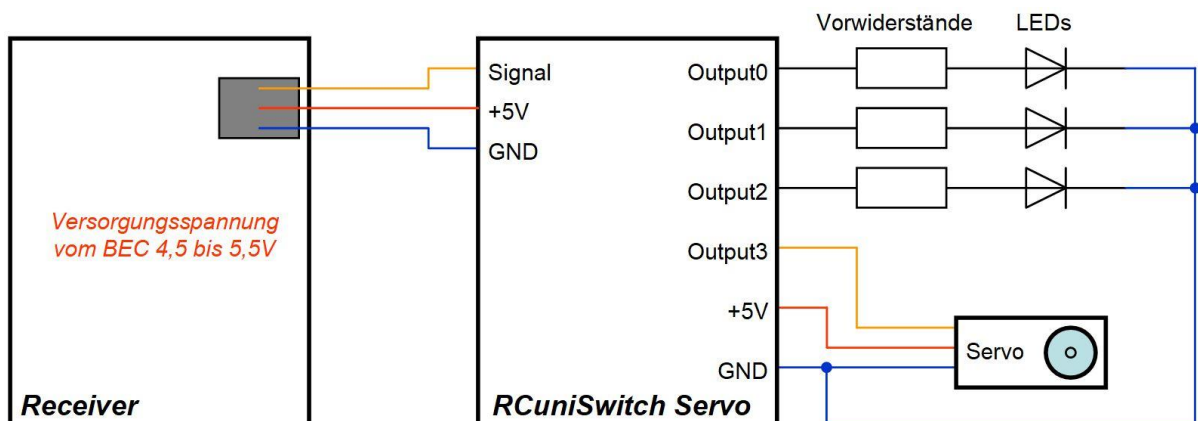 Vorwiderstände
LEDs
Signal
+5V
GND
Output0
Output1
Output2
Output3
+5V
GND
Versorgungsspannung
vom BEC 4,5 bis 5,5V
Servo
Receiver
RCuniSwitch Servo